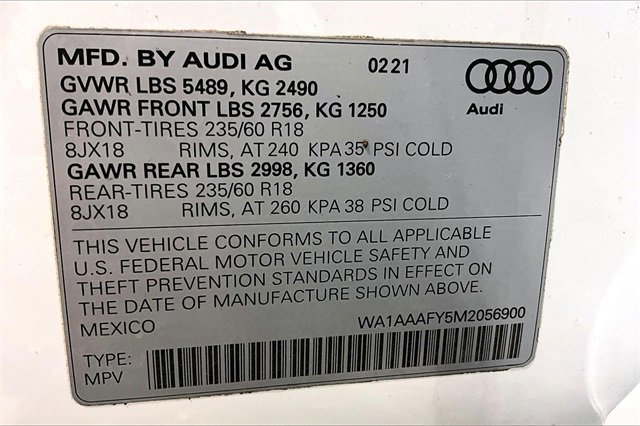 MFD. BY AUDI AG 0221
GVWR LBS 5489, KG 2490
GAWR FRONT LBS 2756, KG 1250
Audi
FRONT-TIRES 235/60 R18
8JX18 RIMS, AT 240 KPA 35 PSI COLD
GAWR REAR LBS 2998, KG 1360
REAR-TIRES 235/60 R18
8JX18 RIMS, AT 260 KPA 38 PSI COLD
THIS VEHICLE CONFORMS TO ALL APPLICABLE
U.S. FEDERAL MOTOR VEHICLE SAFETY AND
THEFT PREVENTION STANDARDS IN EFFECT ON
THE DATE OF MANUFACTURE SHOWN ABOVE.
MEXICO WA1AAAFY5M2056900
TYPE:
MPV